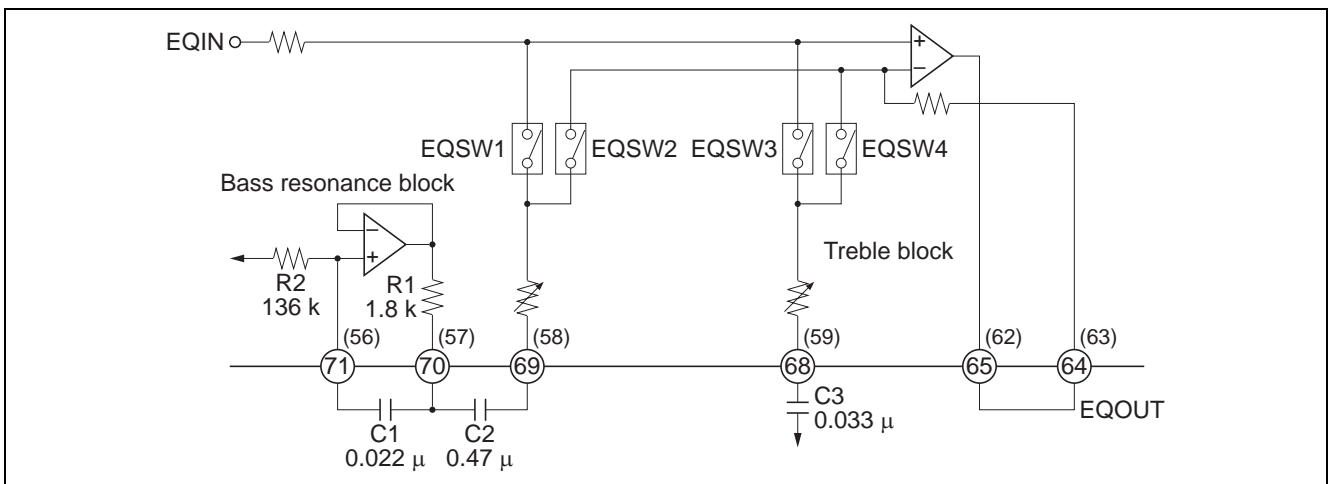 EQIN
+
−
EQSW1
EQSW2
EQSW3
EQSW4
Bass resonance block
−
+
Treble block
R2
136 k
R1
1.8 k
(56)
(57)
(58)
(59)
(62)
(63)
71
70
69
68
65
64
C1
0.022 μ
C2
0.47 μ
C3
0.033 μ
EQOUT